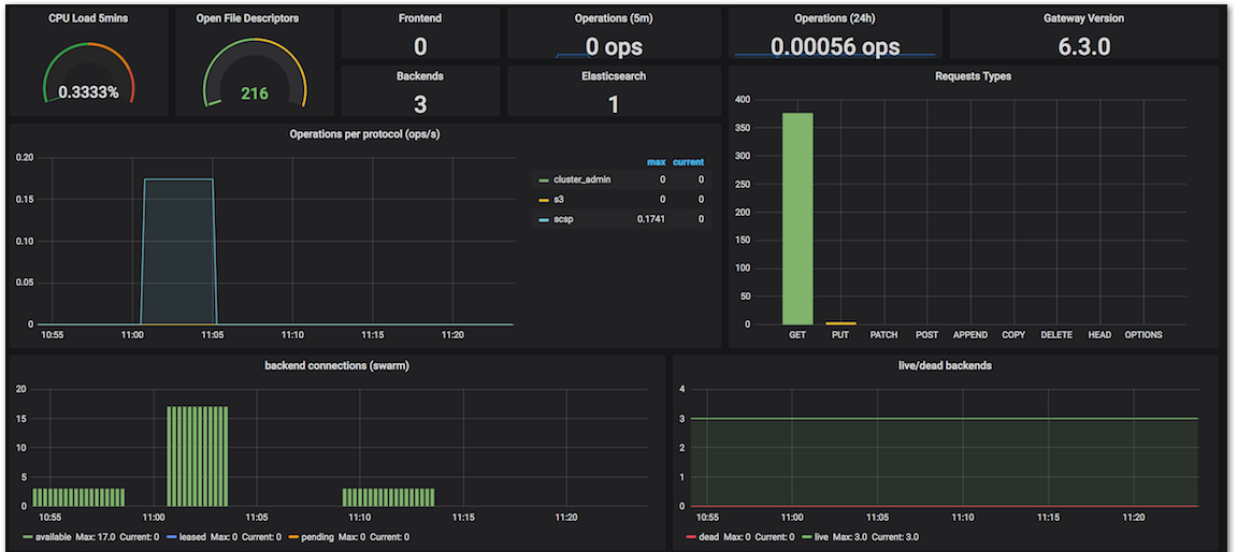 CPU Load 5mins
0.3333%
Open File Descriptors
216
Frontend
0
Backends
3
Operations (5m)
0 ops
Elasticsearch
1
Operations (24h)
0.00056 ops
Gateway Version
6.3.0
Operations per protocol (ops/s)
0.20
0.15
0.10
0.05
0
10:55 11:00 11:05 11:10 11:15 11:20
max current
cluster_admin 0 0
s3 0 0
scsp 0.1741 0
Requests Types
400
350
300
250
200
150
100
50
0
GET PUT PATCH POST APPEND COPY DELETE HEAD OPTIONS
backend connections (swarm)
20
15
10
5
0
10:55 11:00 11:05 11:10 11:15 11:20
available Max: 17.0 Current: 0 leased Max: 0 Current: 0 pending Max: 0 Current: 0
live/dead backends
4
3
2
1
0
10:55 11:00 11:05 11:10 11:15 11:20
dead Max: 0 Current: 0 live Max: 3.0 Current: 3.0